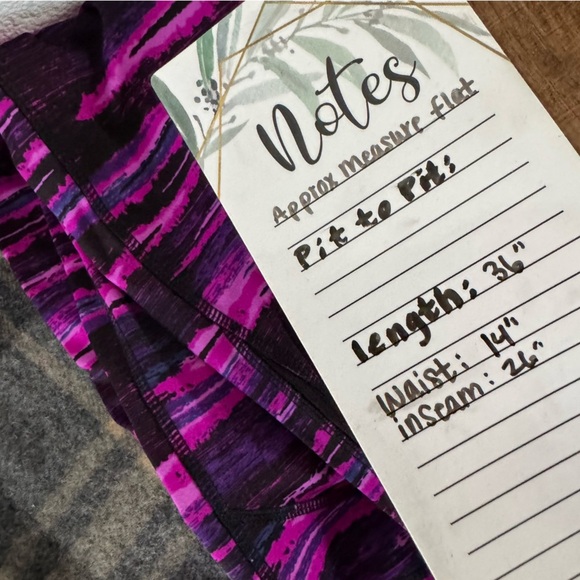 Notes
Approx measure flat
Pit to Pit:
length: 36"
Waist: 14"
inseam: 26"